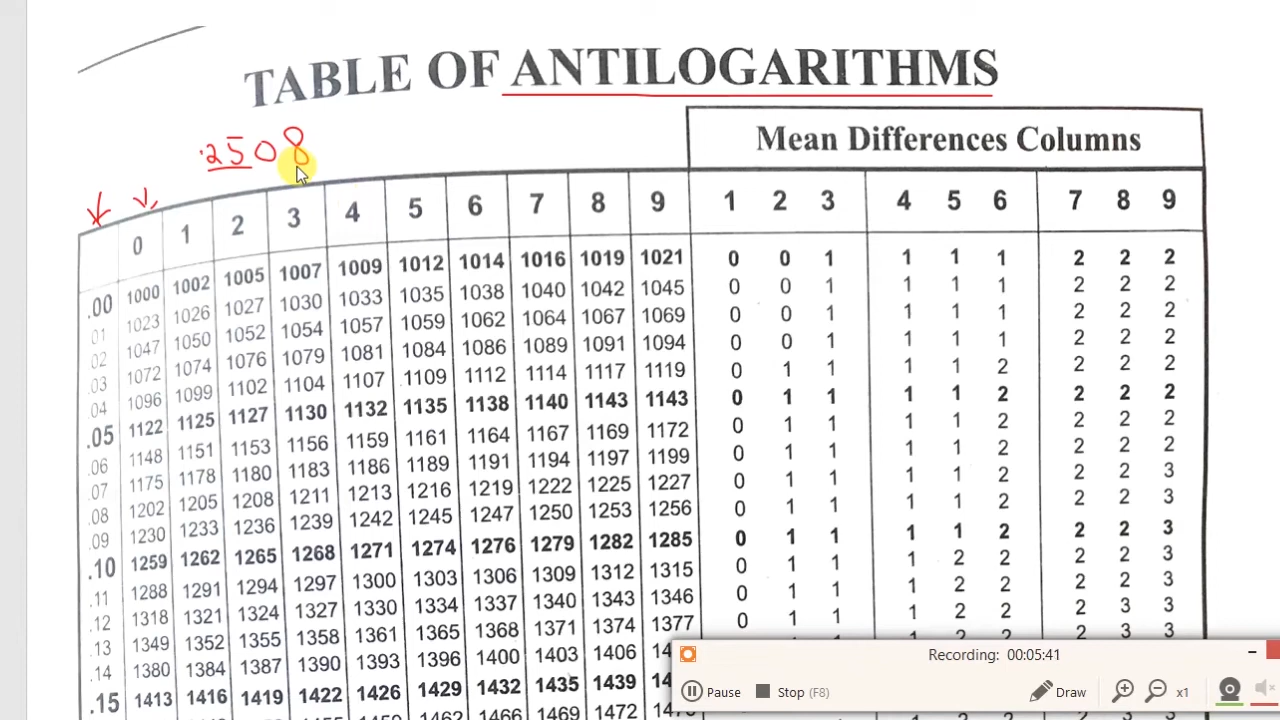 TABLE OF ANTILOGARITHMS
.2508
Mean Differences Columns
0 1 2 3 4 5 6 7 8 9 1 2 3 4 5 6 7 8 9
.00 1000 1002 1005 1007 1009 1012 1014 1016 1019 1021 0 0 1 1 1 1 2 2 2
.01 1023 1026 1027 1030 1033 1035 1038 1040 1042 1045 0 0 1 1 1 1 2 2 2
.02 1047 1050 1052 1054 1057 1059 1062 1064 1067 1069 0 0 1 1 1 1 2 2 2
.03 1072 1074 1076 1079 1081 1084 1086 1089 1091 1094 0 0 1 1 1 1 2 2 2
.04 1096 1099 1102 1104 1107 1109 1112 1114 1117 1119 0 1 1 1 1 2 2 2 2
.05 1122 1125 1127 1130 1132 1135 1138 1140 1143 1143 0 1 1 1 1 2 2 2 2
.06 1148 1151 1153 1156 1159 1161 1164 1167 1169 1172 0 1 1 1 1 2 2 2 2
.07 1175 1178 1180 1183 1186 1189 1191 1194 1197 1199 0 1 1 1 1 2 2 2 2
.08 1202 1205 1208 1211 1213 1216 1219 1222 1225 1227 0 1 1 1 1 2 2 2 3
.09 1230 1233 1236 1239 1242 1245 1247 1250 1253 1256 0 1 1 1 1 2 2 2 3
.10 1259 1262 1265 1268 1271 1274 1276 1279 1282 1285 0 1 1 1 1 2 2 2 3
.11 1288 1291 1294 1297 1300 1303 1306 1309 1312 1315 0 1 1 1 2 2 2 2 3
.12 1318 1321 1324 1327 1330 1334 1337 1340 1343 1346 0 1 1 1 2 2 2 2 3
.13 1349 1352 1355 1358 1361 1365 1368 1371 1374 1377 0 1 1 1 2 2 2 3 3
.14 1380 1384 1387 1390 1393 1396 1400 1403 1406 2 3 3
.15 1413 1416 1419 1422 1426 1429 1432 1435 1439
1462 1466 1469 1472
Recording: 00:05:41
Pause Stop (F8) Draw x1